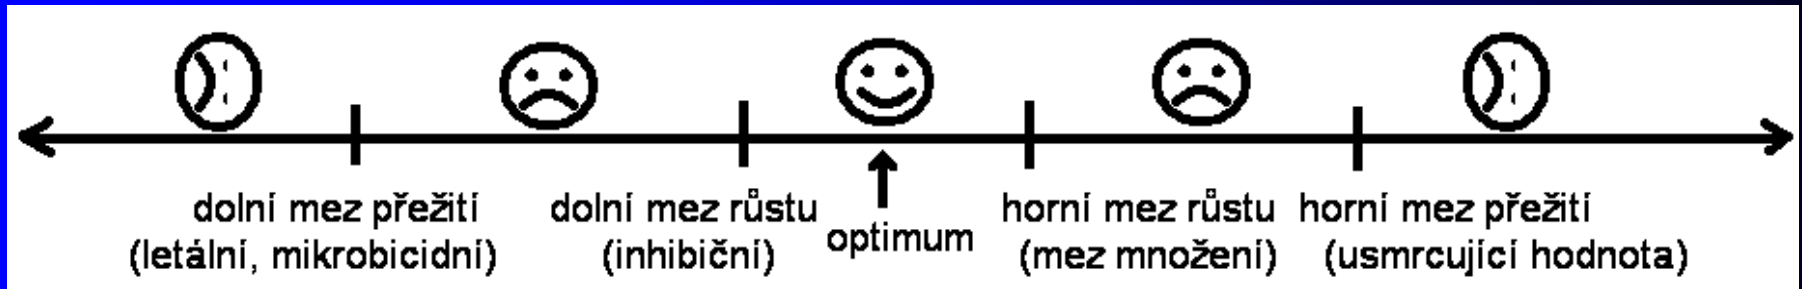 dolní mez přežití
(letální, mikrobicidní)
dolní mez růstu
(inhibiční)
optimum
horní mez růstu
(mez množení)
horní mez přežití
(usmrcující hodnota)